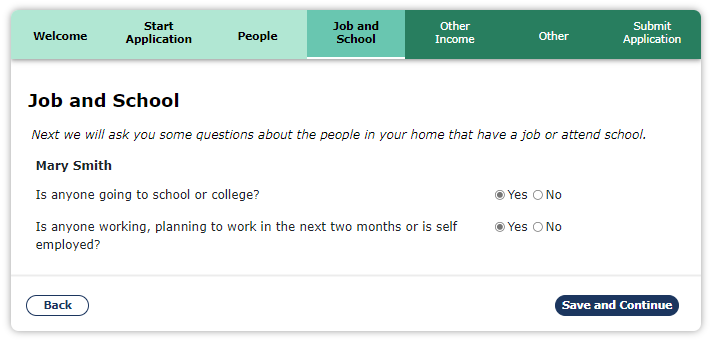 Welcome
Start
Application
People
Job and
School
Other
Income
Other
Submit
Application
Job and School
Next we will ask you some questions about the people in your home that have a job or attend school.
Mary Smith
Is anyone going to school or college? Yes No
Is anyone working, planning to work in the next two months or is self Yes No
employed?
Back Save and Continue